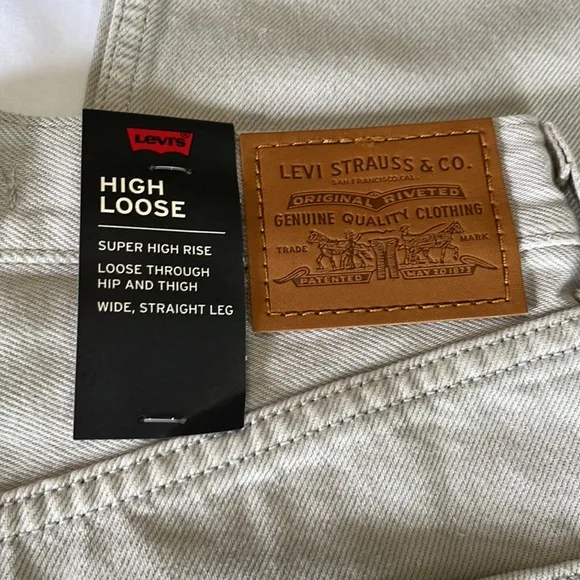 Levi's
HIGH
LOOSE
SUPER HIGH RISE
LOOSE THROUGH
HIP AND THIGH
WIDE, STRAIGHT LEG
LEVI STRAUSS & CO.
SAN FRANCISCO, CAL.
ORIGINAL RIVETED
GENUINE QUALITY CLOTHING
TRADE MARK
PATENTED MAY 20 1873